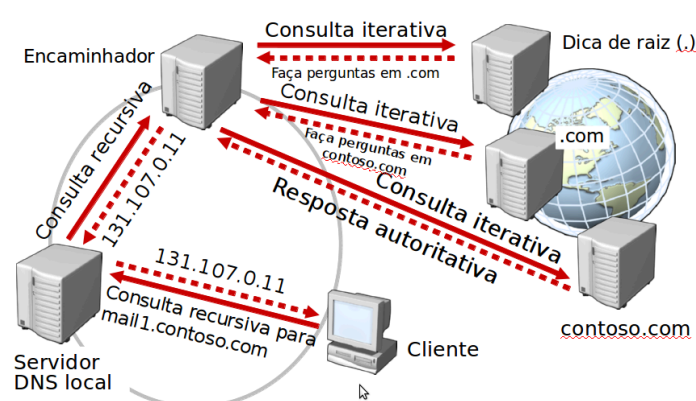 Consulta iterativa
Encaminhador
Dica de raiz (.)
Faça perguntas em .com
Consulta iterativa
Faça perguntas em
contoso.com
.com
Consulta iterativa
Resposta autoritativa
Consulta recursiva
131.107.0.11
131.107.0.11
Consulta recursiva para
mail1.contoso.com
contoso.com
Cliente
Servidor
DNS local